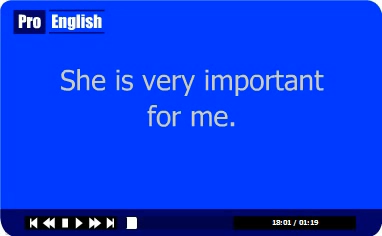 Pro English
She is very important
for me.
18:01 / 01:19